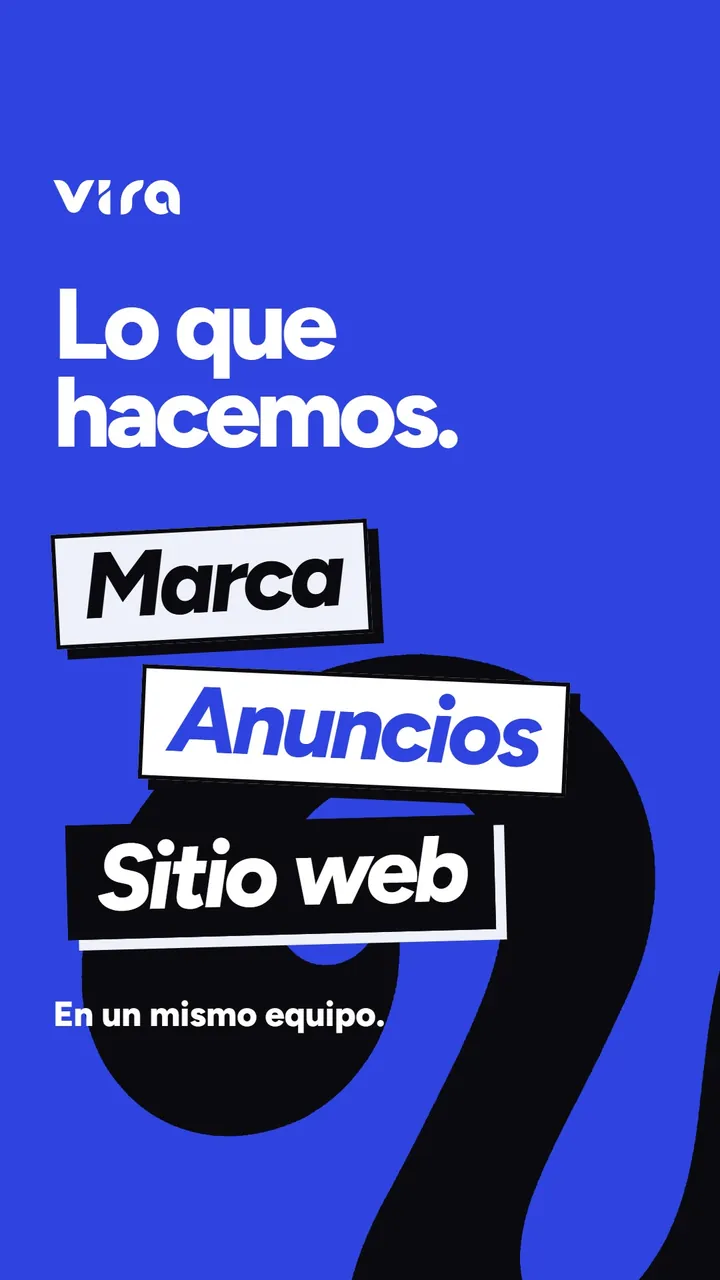 vira
Lo que
hacemos.
Marca
Anuncios
Sitio web
En un mismo equipo.